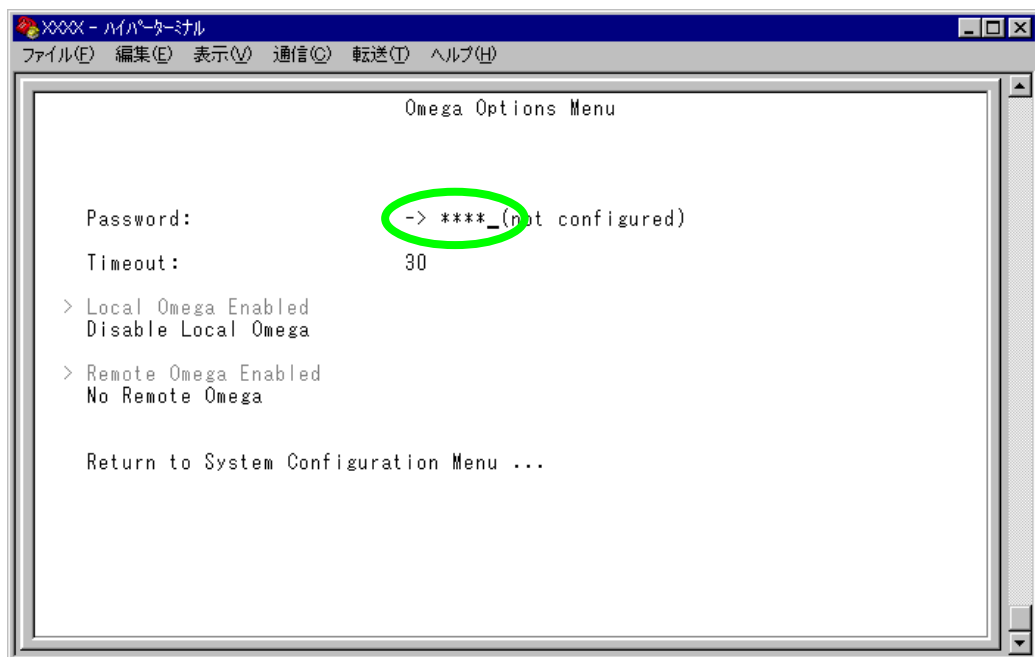 XXXX - ﾊｲﾊﾟｰﾀｰﾐﾅﾙ
ファイル(F) 編集(E) 表示(V) 通信(C) 転送(T) ヘルプ(H)
Omega Options Menu
Password: -> ****_(not configured)
Timeout: 30
> Local Omega Enabled
Disable Local Omega
> Remote Omega Enabled
No Remote Omega
Return to System Configuration Menu ...